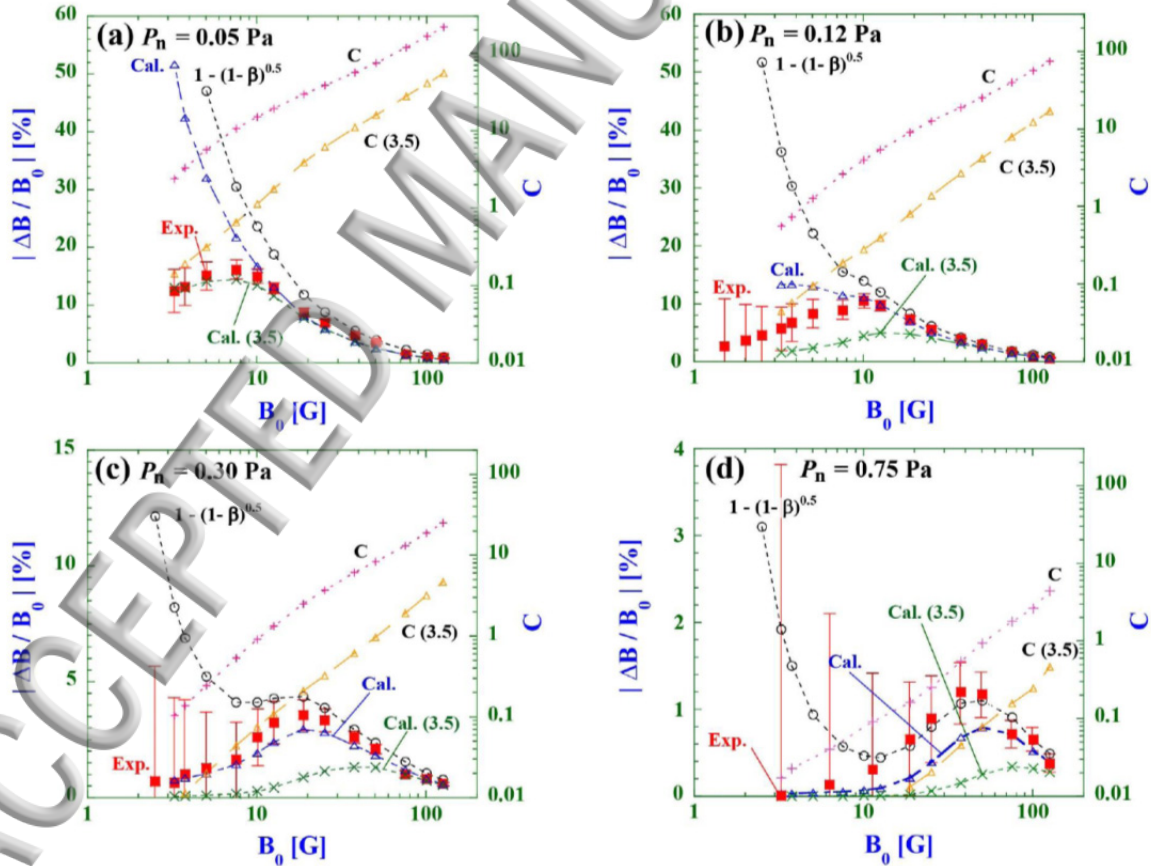 (a) Pn = 0.05 Pa
60
50
40
30
20
10
0
|ΔB / B0| [%]
Cal.
1 - (1- β)^0.5
C
C (3.5)
Exp.
Cal. (3.5)
100
10
1
0.1
0.01
C
1
10
100
B0 [G]
(b) Pn = 0.12 Pa
60
50
40
30
20
10
0
|ΔB / B0| [%]
1 - (1- β)^0.5
C
C (3.5)
Cal.
Cal. (3.5)
Exp.
100
10
1
0.1
0.01
C
1
10
100
B0 [G]
(c) Pn = 0.30 Pa
15
10
5
0
|ΔB / B0| [%]
1 - (1- β)^0.5
C
C (3.5)
Cal.
Cal. (3.5)
Exp.
100
10
1
0.1
0.01
C
1
10
100
B0 [G]
(d) Pn = 0.75 Pa
4
3
2
1
0
|ΔB / B0| [%]
1 - (1- β)^0.5
C
Cal. (3.5)
C (3.5)
Cal.
Exp.
100
10
1
0.1
0.01
C
1
10
100
B0 [G]
CCEPTED MANU